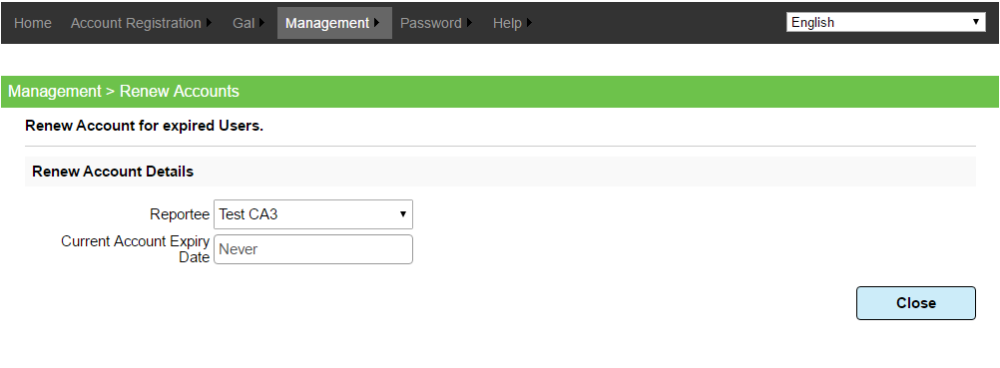 Home Account Registration Gal Management Password Help English
Management > Renew Accounts
Renew Account for expired Users.
Renew Account Details
Reportee Test CA3
Current Account Expiry
Date Never
Close